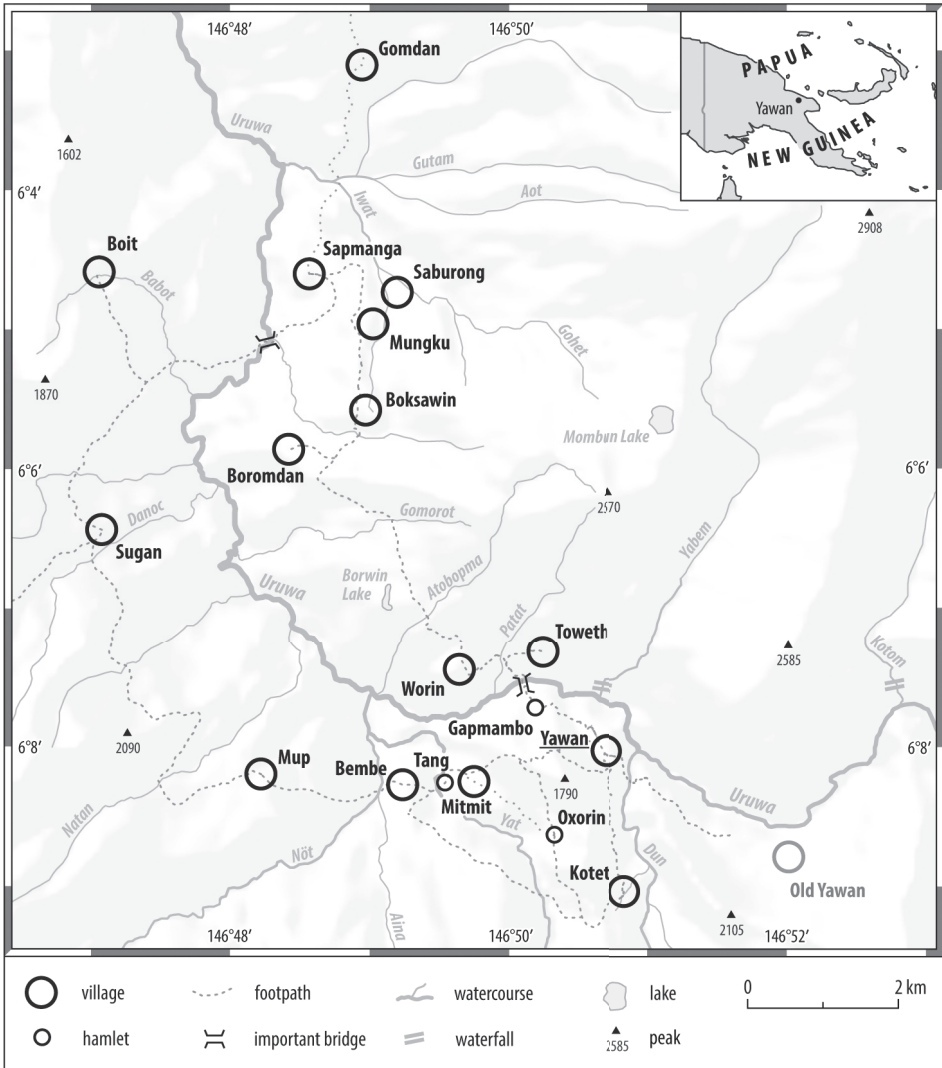 146°48′
146°50′
Gomdan
PAPUA
Yawan
NEW GUINEA
Uruwa
1602
Gutam
6°4′
Aot
Iwat
2908
Boit
Sapmanga
Saburong
Babot
Mungku
Gohet
1870
Boksawin
Mombun Lake
Boromdan
6°6′
6°6′
2570
Danoc
Gomorot
Yabem
Sugan
Uruwa
Borwin
Lake
Atobopma
Patat
Toweth
2585
Kotom
Worin
Gapmambo
Yawan
6°8′
2090
Mup
Bembe
Tang
Mitmit
1790
Uruwa
Natan
Oxorin
Yat
Nöt
Dun
Kotet
Old Yawan
Aina
2105
146°48′
146°50′
146°52′
village
footpath
watercourse
lake
0
2 km
hamlet
important bridge
waterfall
2585
peak